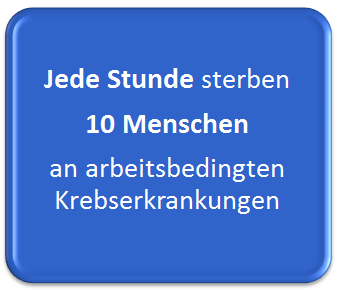 Jede Stunde sterben
10 Menschen
an arbeitsbedingten
Krebserkrankungen